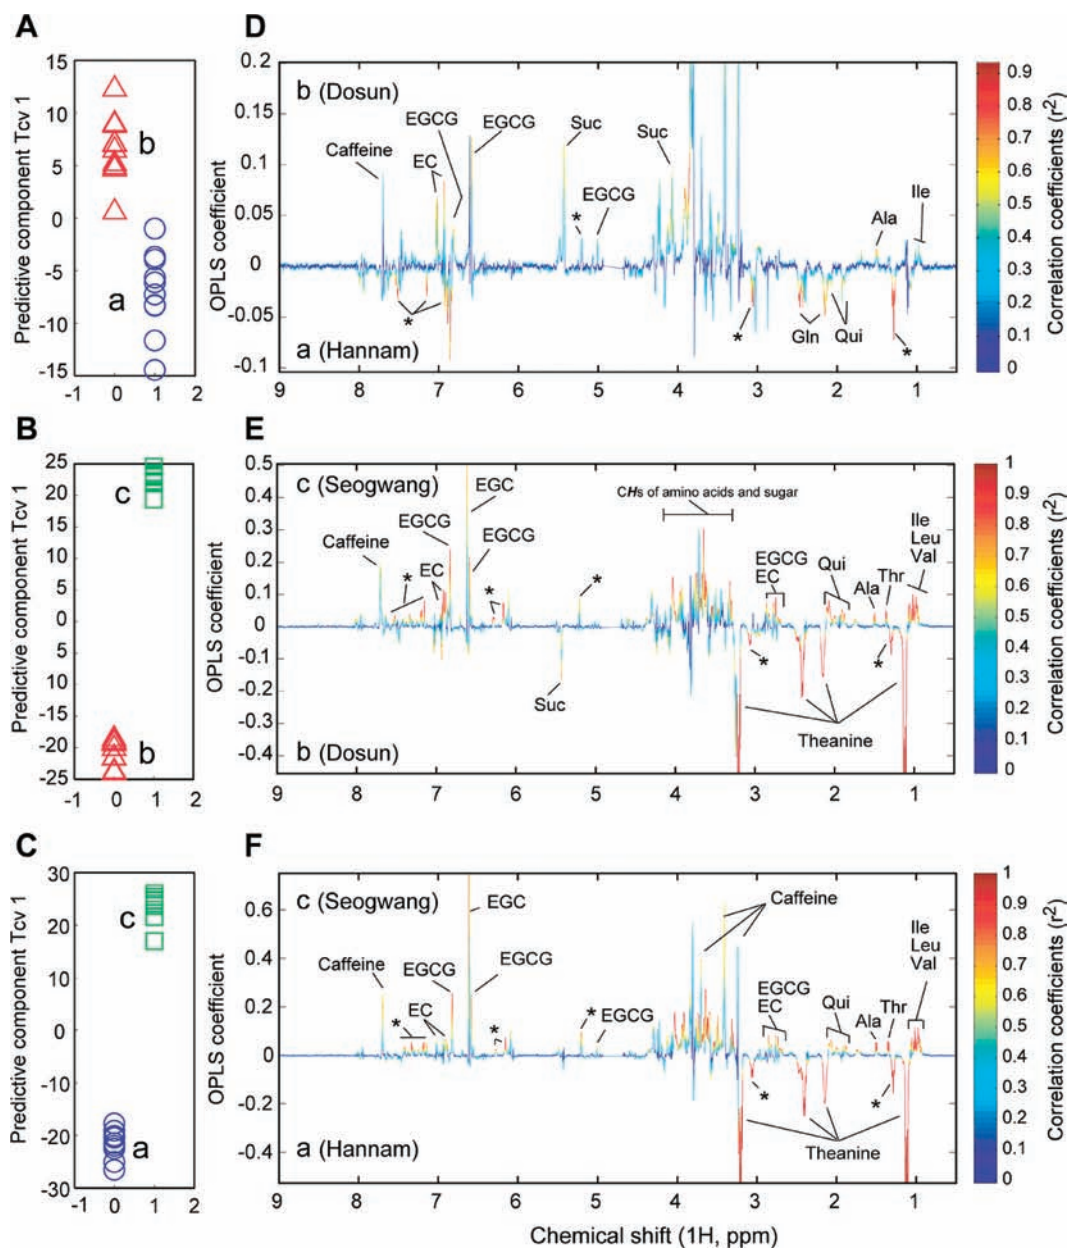 A
Predictive component Tcv 1
15
10
5
0
-5
-10
-15
b
a
-1 0 1 2
D
OPLS coefficient
0.2
0.15
0.1
0.05
0
0.05
-0.1
b (Dosun)
Caffeine
EC
EGCG
EGCG
Suc
*
EGCG
Suc
Ala
Ile
*
*
Gln
Qui
*
a (Hannam)
9 8 7 6 5 4 3 2 1
0.9
0.8
0.7
0.6
0.5
0.4
0.3
0.2
0.1
0
Correlation coefficients (r²)
B
Predictive component Tcv 1
25
20
15
10
5
0
-5
-10
-15
-20
-25
c
b
-1 0 1 2
E
OPLS coefficient
0.5
0.4
0.3
0.2
0.1
0
-0.1
-0.2
-0.3
-0.4
c (Seogwang)
Caffeine
*
EC
EGCG
EGC
EGCG
*
*
Suc
CHs of amino acids and sugar
EGCG
EC
Qui
Ala
Thr
Ile
Leu
Val
*
*
Theanine
b (Dosun)
9 8 7 6 5 4 3 2 1
1
0.9
0.8
0.7
0.6
0.5
0.4
0.3
0.2
0.1
0
Correlation coefficients (r²)
C
Predictive component Tcv 1
30
20
10
0
-10
-20
-30
c
a
-1 0 1 2
F
OPLS coefficient
0.6
0.4
0.2
0
0.2
-0.4
c (Seogwang)
Caffeine
*
EC
EGCG
EGC
EGCG
*
*
EGCG
Caffeine
EGCG
EC
Qui
Ala
Thr
Ile
Leu
Val
*
*
Theanine
a (Hannam)
9 8 7 6 5 4 3 2 1
1
0.9
0.8
0.7
0.6
0.5
0.4
0.3
0.2
0.1
0
Correlation coefficients (r²)
Chemical shift (1H, ppm)